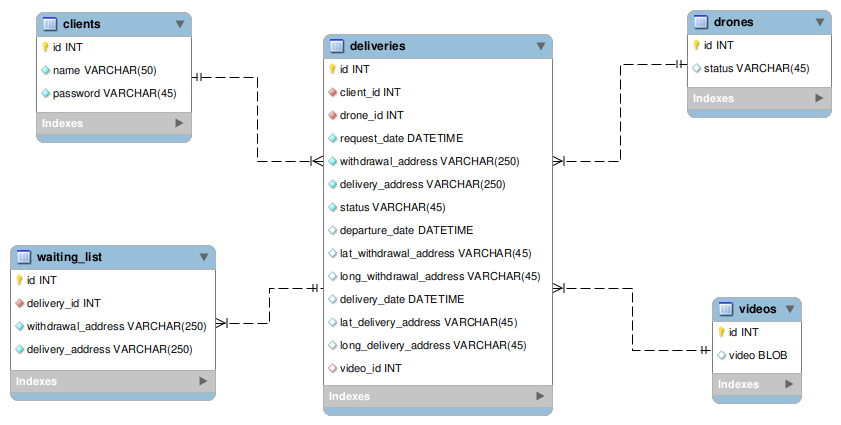 clients
id INT
name VARCHAR(50)
password VARCHAR(45)
Indexes
deliveries
id INT
client_id INT
drone_id INT
request_date DATETIME
withdrawal_address VARCHAR(250)
delivery_address VARCHAR(250)
status VARCHAR(45)
departure_date DATETIME
lat_withdrawal_address VARCHAR(45)
long_withdrawal_address VARCHAR(45)
delivery_date DATETIME
lat_delivery_address VARCHAR(45)
long_delivery_address VARCHAR(45)
video_id INT
Indexes
drones
id INT
status VARCHAR(45)
Indexes
waiting_list
id INT
delivery_id INT
withdrawal_address VARCHAR(250)
delivery_address VARCHAR(250)
Indexes
videos
id INT
video BLOB
Indexes